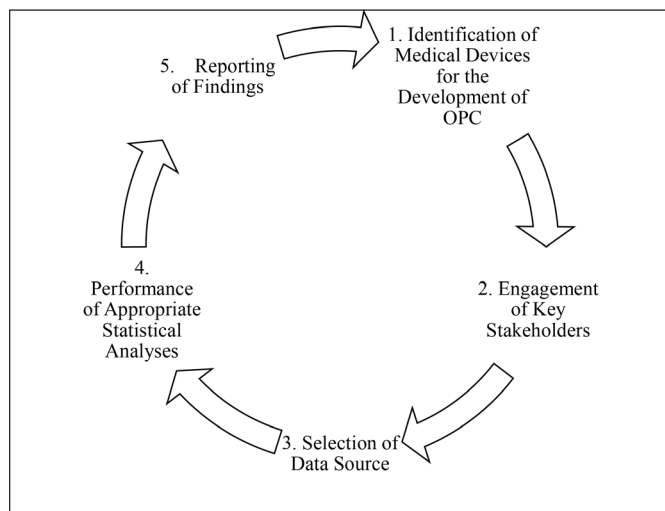 1. Identification of
Medical Devices
for the
Development of
OPC
2. Engagement
of Key
Stakeholders
3. Selection of
Data Source
4.
Performance
of Appropriate
Statistical
Analyses
5. Reporting
of Findings